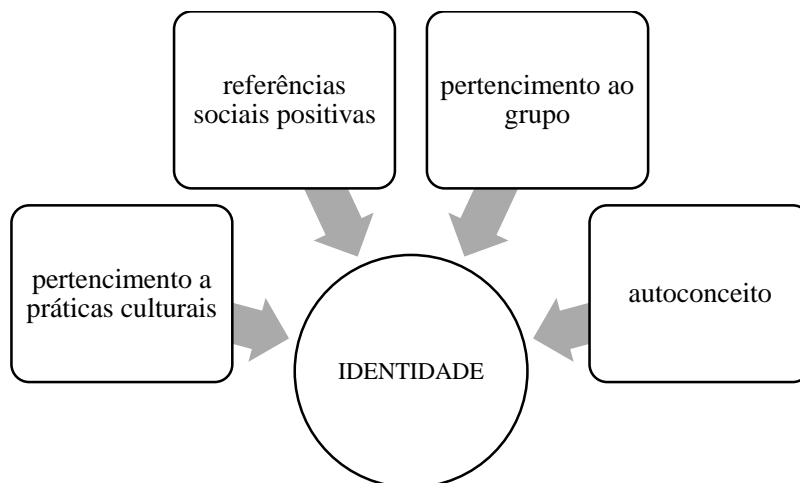 referências
sociais positivas
pertencimento ao
grupo
pertencimento a
práticas culturais
autoconceito
IDENTIDADE